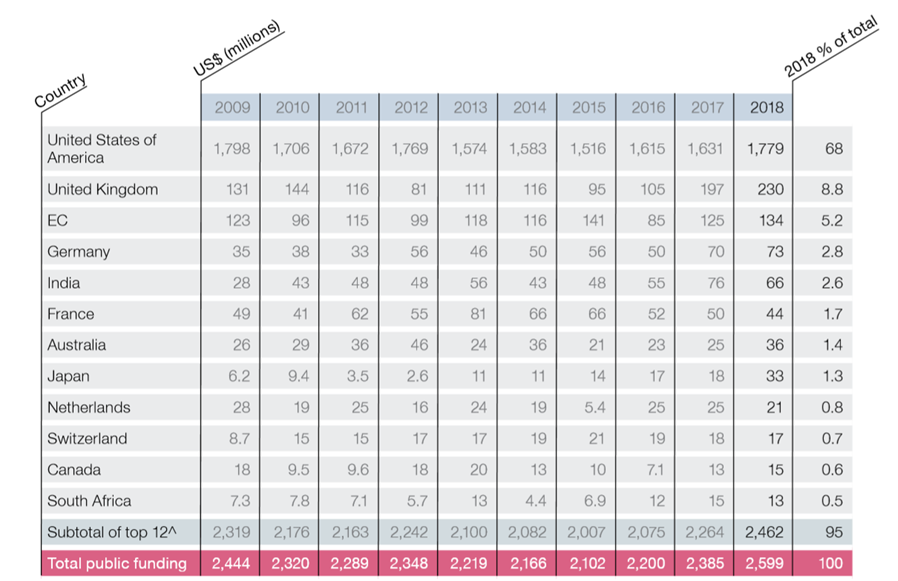 Country
US$ (millions)
2018 % of total
2009 2010 2011 2012 2013 2014 2015 2016 2017 2018
United States of
America
1,798 1,706 1,672 1,769 1,574 1,583 1,516 1,615 1,631 1,779 68
United Kingdom 131 144 116 81 111 116 95 105 197 230 8.8
EC 123 96 115 99 118 116 141 85 125 134 5.2
Germany 35 38 33 56 46 50 56 50 70 73 2.8
India 28 43 48 48 56 43 48 55 76 66 2.6
France 49 41 62 55 81 66 66 52 50 44 1.7
Australia 26 29 36 46 24 36 21 23 25 36 1.4
Japan 6.2 9.4 3.5 2.6 11 11 14 17 18 33 1.3
Netherlands 28 19 25 16 24 19 5.4 25 25 21 0.8
Switzerland 8.7 15 15 17 17 19 21 19 18 17 0.7
Canada 18 9.5 9.6 18 20 13 10 7.1 13 15 0.6
South Africa 7.3 7.8 7.1 5.7 13 4.4 6.9 12 15 13 0.5
Subtotal of top 12^ 2,319 2,176 2,163 2,242 2,100 2,082 2,007 2,075 2,264 2,462 95
Total public funding 2,444 2,320 2,289 2,348 2,219 2,166 2,102 2,200 2,385 2,599 100